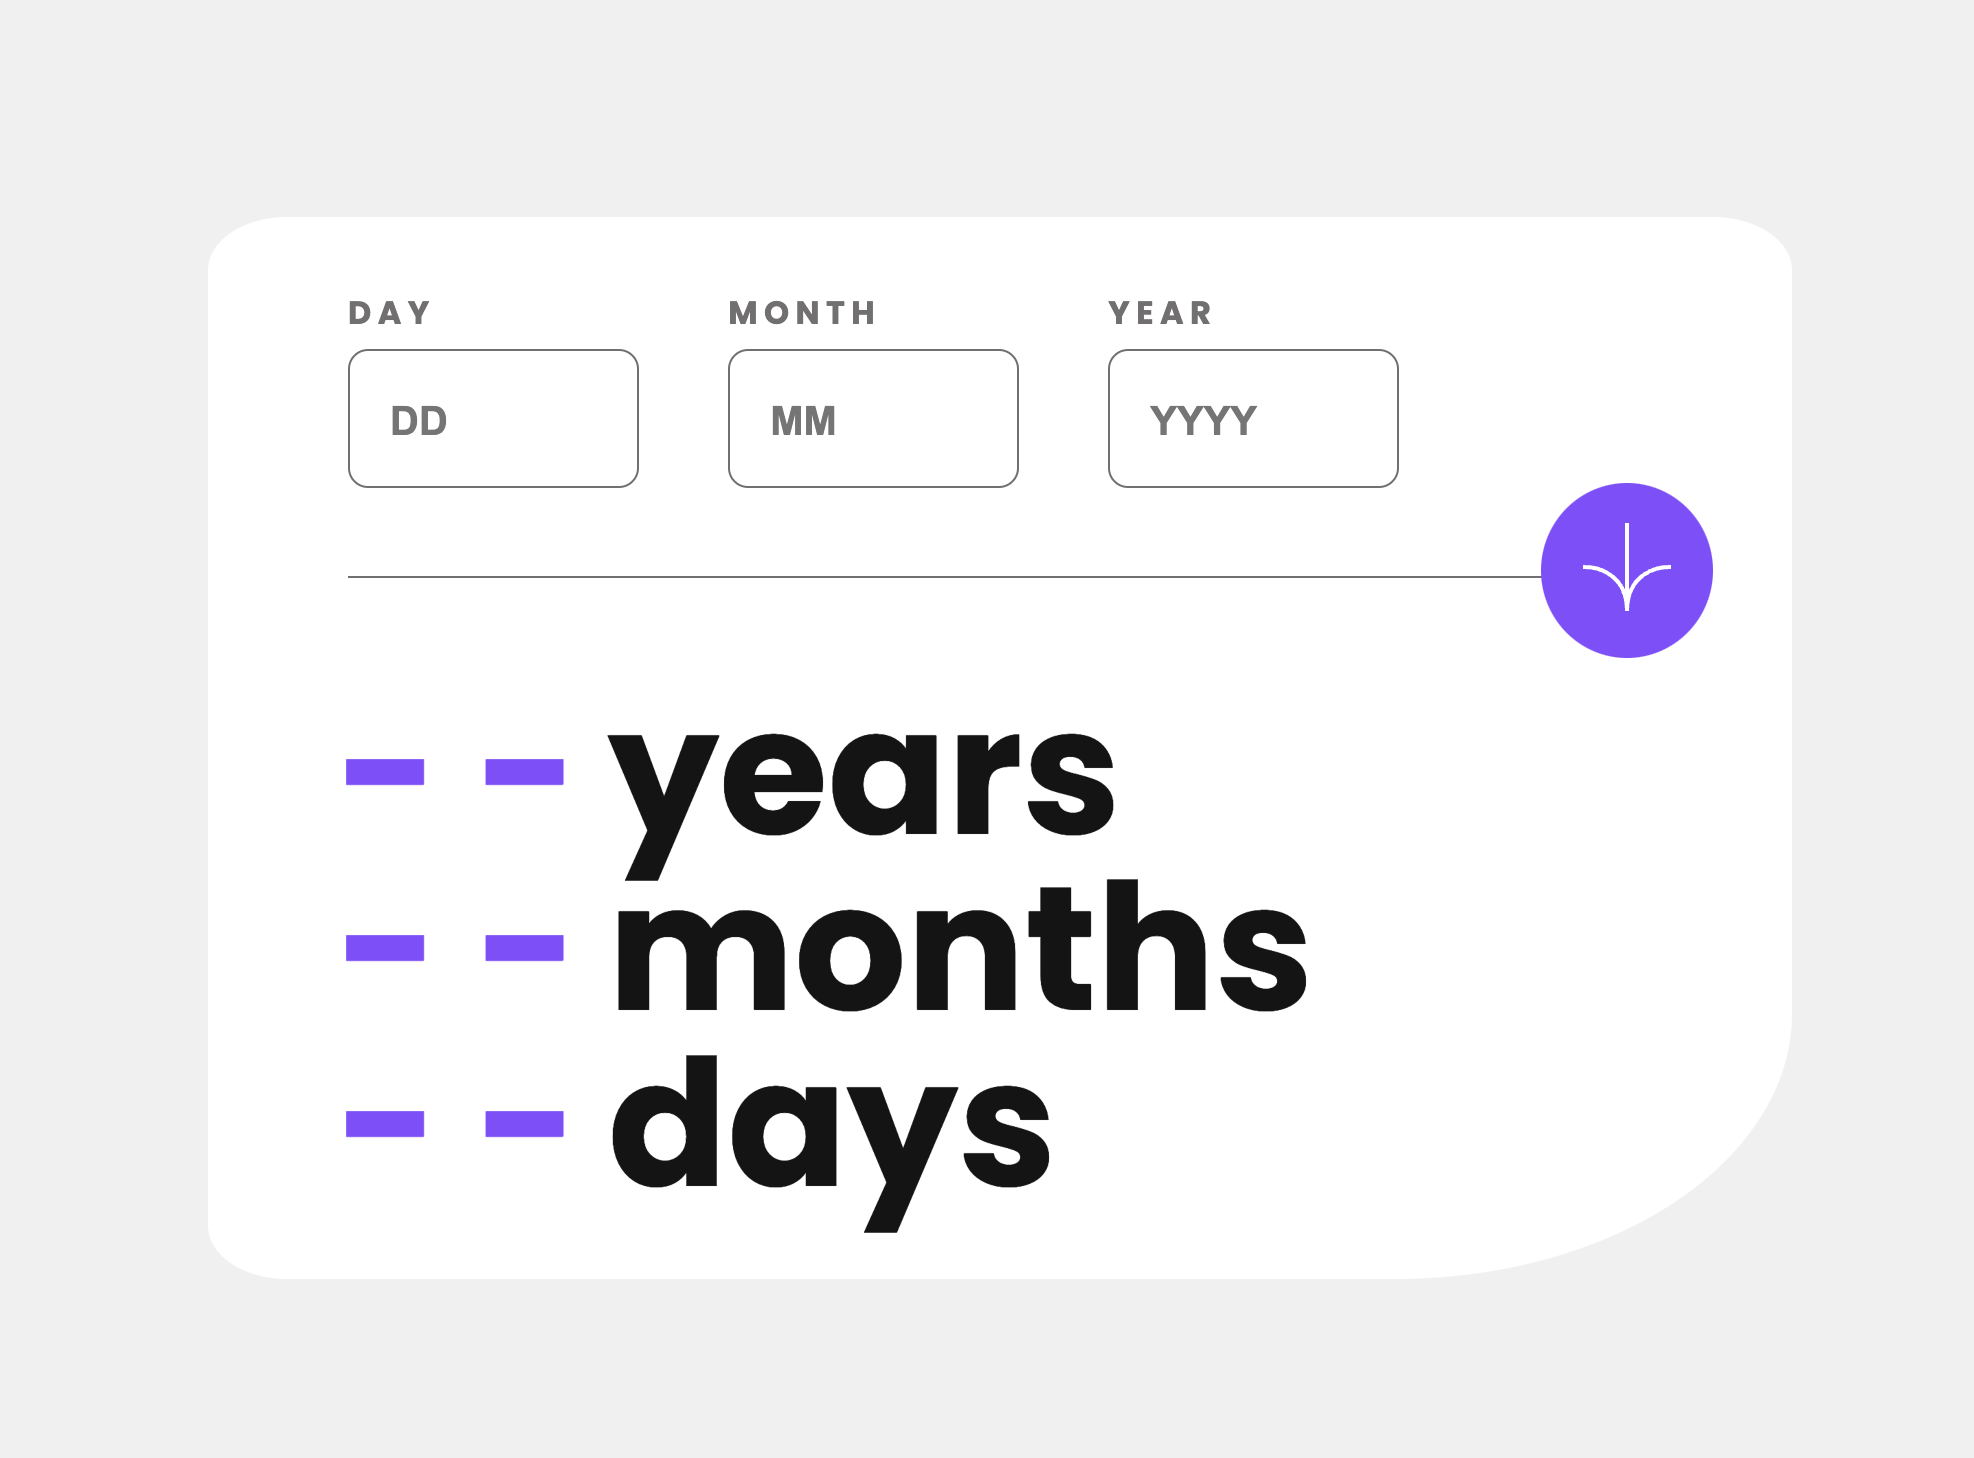 DAY MONTH YEAR
DD MM YYYY
-- years
-- months
-- days